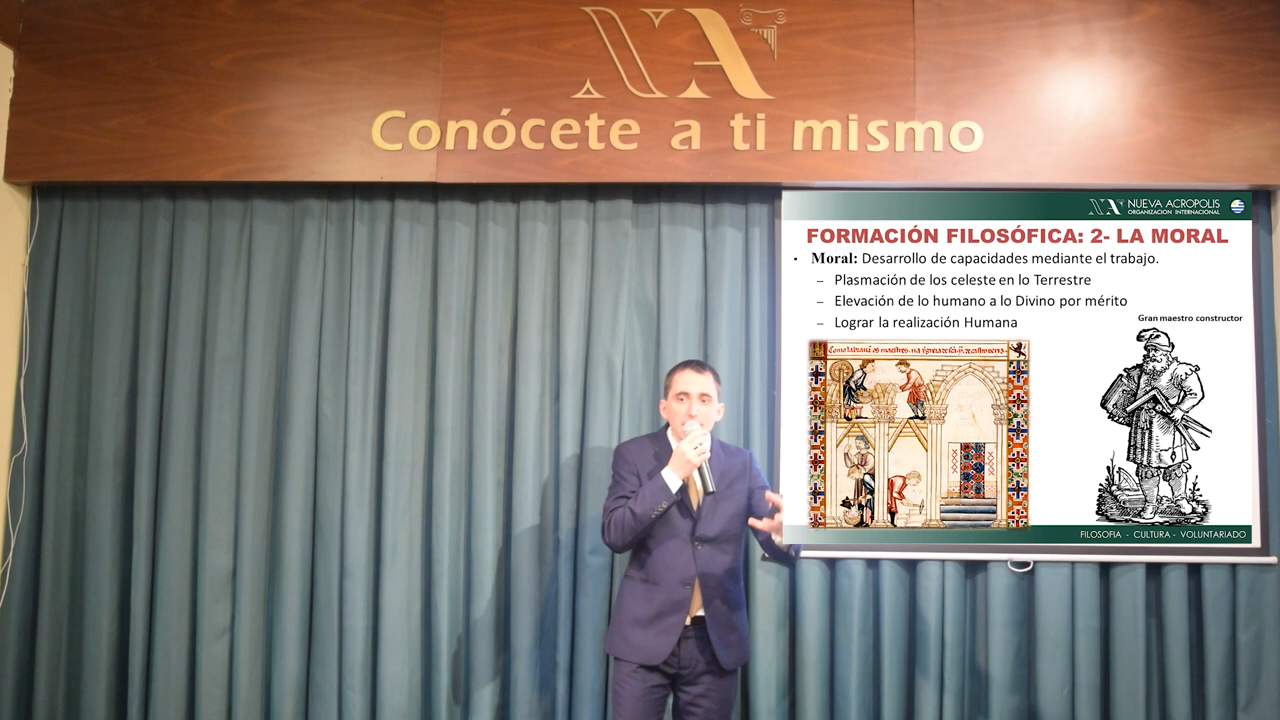 NA
Conócete a ti mismo
NA NUEVA ACROPOLIS
ORGANIZACION INTERNACIONAL
FORMACIÓN FILOSÓFICA: 2- LA MORAL
• Moral: Desarrollo de capacidades mediante el trabajo.
– Plasmación de los celeste en lo Terrestre
– Elevación de lo humano a lo Divino por mérito
– Lograr la realización Humana
Gran maestro constructor
FILOSOFIA - CULTURA - VOLUNTARIADO